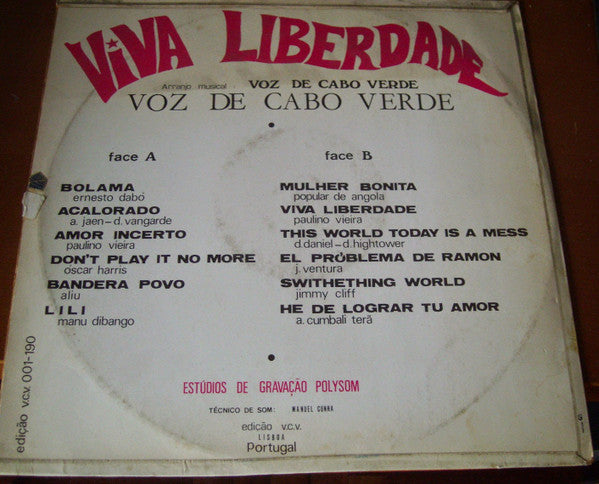 VIVA LIBERDADE
Arranjo musical VOZ DE CABO VERDE
VOZ DE CABO VERDE
face A
BOLAMA
ernesto dabó
ACALORADO
a. jaen-d. vangarde
AMOR INCERTO
paulino vieira
DON'T PLAY IT NO MORE
oscar harris
BANDERA POVO
aliu
LILI
manu dibango
face B
MULHER BONITA
popular de angola
VIVA LIBERDADE
paulino vieira
THIS WORLD TODAY IS A MESS
d.daniel-d.hightower
EL PRÓBLEMA DE RAMON
j. ventura
SWITHETHING WORLD
jimmy cliff
HE DE LOGRAR TU AMOR
a. cumbali terã
ESTÚDIOS DE GRAVAÇÃO POLYSOM
TÉCNICO DE SOM: MANUEL CUNHA
edição v.c.v.
LISBOA
Portugal
edição v.c.v. 001-190